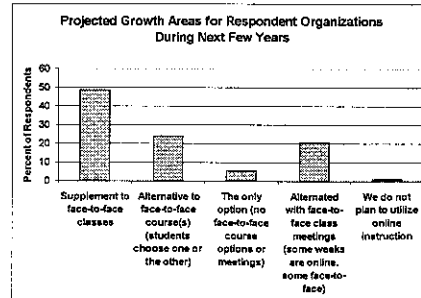 Projected Growth Areas for Respondent Organizations
During Next Few Years
Percent of Respondents
60
50
40
30
20
10
0
Supplement to
face-to-face
classes
Alternative to
face-to-face
course(s)
(students
choose one or
the other)
The only
option (no face-
to-face course
options or
meetings)
Alternated with
face-to-
face class
meetings
(some weeks
are online,
some face-to-
face)
We do not
plan to utilize
online
instruction